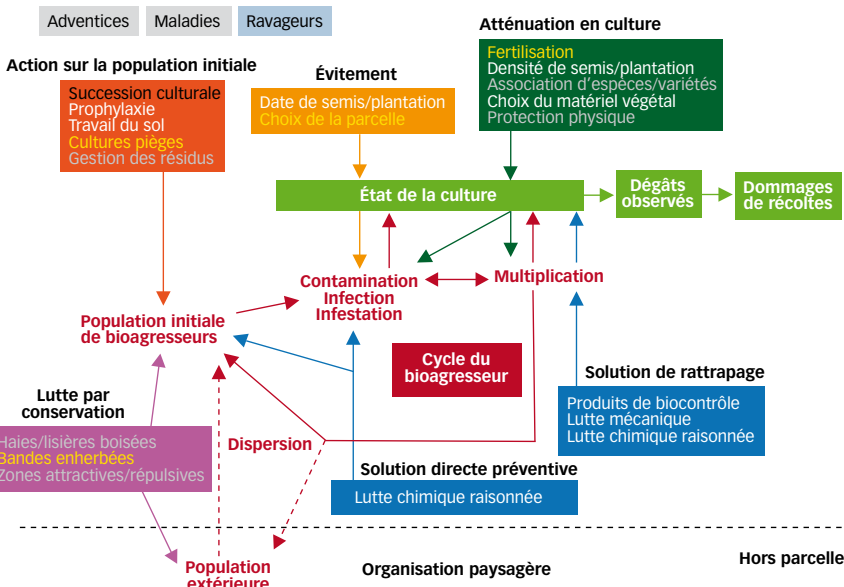 Adventices
Maladies
Ravageurs
Action sur la population initiale
Succession culturale
Prophylaxie
Travail du sol
Cultures pièges
Gestion des résidus
Évitement
Date de semis/plantation
Choix de la parcelle
Atténuation en culture
Fertilisation
Densité de semis/plantation
Association d'espèces/variétés
Choix du matériel végétal
Protection physique
État de la culture
Dégâts
observés
Dommages
de récoltes
Contamination
Infection
Infestation
Multiplication
Population initiale
de bioagresseurs
Cycle du
bioagresseur
Solution de rattrapage
Produits de biocontrôle
Lutte mécanique
Lutte chimique raisonnée
Lutte par
conservation
Haies/lisières boisées
Bandes enherbées
Zones attractives/répulsives
Dispersion
Solution directe préventive
Lutte chimique raisonnée
Population
extérieure
Organisation paysagère
Hors parcelle